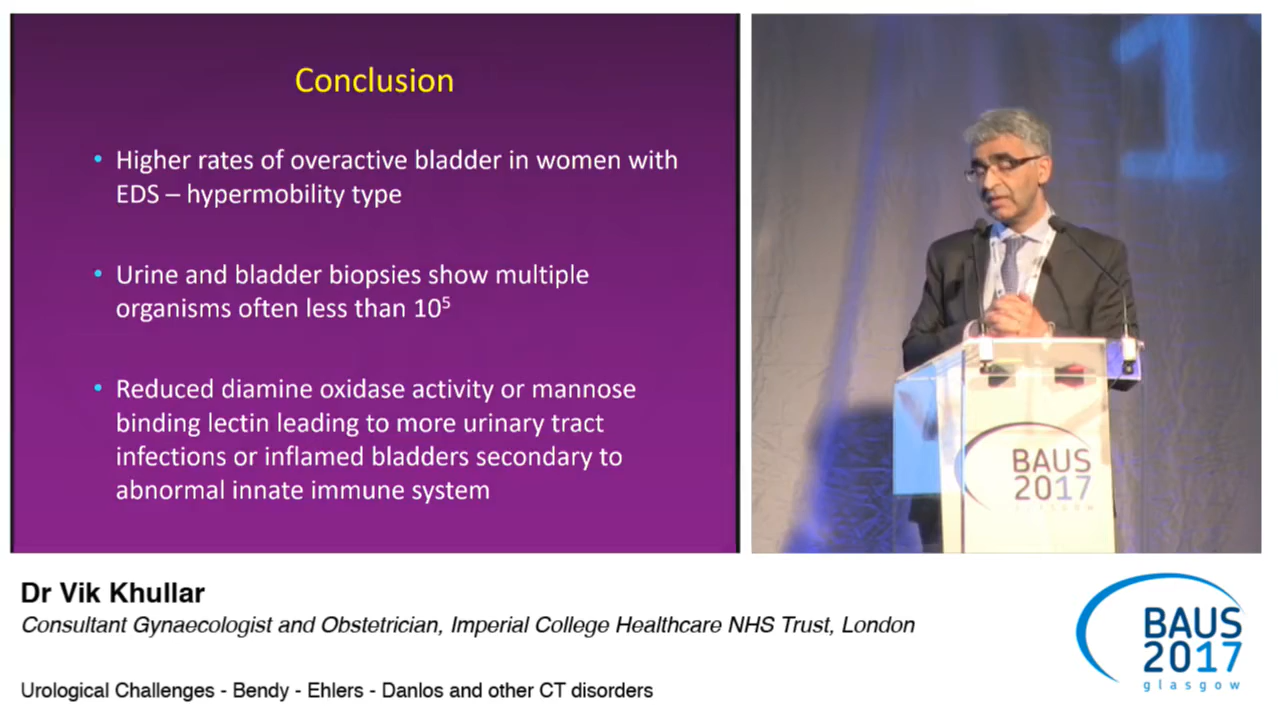 Conclusion
• Higher rates of overactive bladder in women with
EDS – hypermobility type
• Urine and bladder biopsies show multiple
organisms often less than 10⁵
• Reduced diamine oxidase activity or mannose
binding lectin leading to more urinary tract
infections or inflamed bladders secondary to
abnormal innate immune system
1
BAUS
2017
GLASGOW
Dr Vik Khullar
Consultant Gynaecologist and Obstetrician, Imperial College Healthcare NHS Trust, London
Urological Challenges - Bendy - Ehlers - Danlos and other CT disorders
BAUS
2017
glasgow